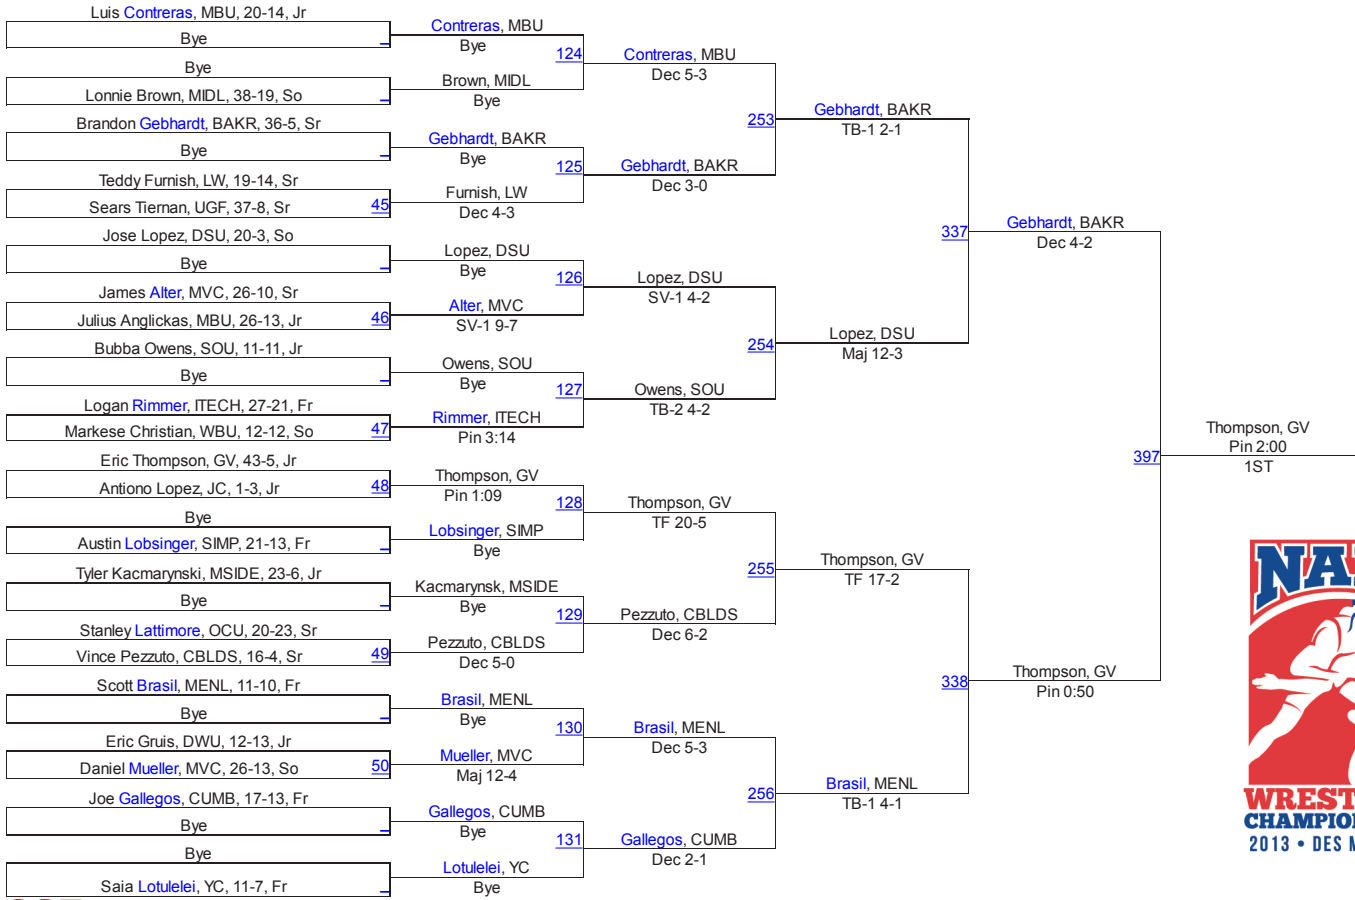 Luis Contreras, MBU, 20-14, Jr
Bye
Bye
Lonnie Brown, MIDL, 38-19, So
Brandon Gebhardt, BAKR, 36-5, Sr
Bye
Teddy Furnish, LW, 19-14, Sr
Sears Tiernan, UGF, 37-8, Sr
45
Jose Lopez, DSU, 20-3, So
Bye
James Alter, MVC, 26-10, Sr
Julius Anglickas, MBU, 26-13, Jr
46
Bubba Owens, SOU, 11-11, Jr
Bye
Logan Rimmer, ITECH, 27-21, Fr
Markese Christian, WBU, 12-12, So
47
Eric Thompson, GV, 43-5, Jr
Antiono Lopez, JC, 1-3, Jr
48
Bye
Austin Lobsinger, SIMP, 21-13, Fr
Tyler Kacmarynski, MSIDE, 23-6, Jr
Bye
Stanley Lattimore, OCU, 20-23, Sr
Vince Pezzuto, CBLDS, 16-4, Sr
49
Scott Brasil, MENL, 11-10, Fr
Bye
Eric Gruis, DWU, 12-13, Jr
Daniel Mueller, MVC, 26-13, So
50
Joe Gallegos, CUMB, 17-13, Fr
Bye
Bye
Saia Lotulelei, YC, 11-7, Fr
Contreras, MBU
Bye
124
Brown, MIDL
Bye
Gebhardt, BAKR
Bye
125
Furnish, LW
Dec 4-3
Lopez, DSU
Bye
126
Alter, MVC
SV-1 9-7
Owens, SOU
Bye
127
Rimmer, ITECH
Pin 3:14
Thompson, GV
Pin 1:09
128
Lobsinger, SIMP
Bye
Kacmarynsk, MSIDE
Bye
129
Pezzuto, CBLDS
Dec 5-0
Brasil, MENL
Bye
130
Mueller, MVC
Maj 12-4
Gallegos, CUMB
Bye
131
Lotulelei, YC
Bye
Contreras, MBU
Dec 5-3
253
Gebhardt, BAKR
Dec 3-0
Lopez, DSU
SV-1 4-2
254
Owens, SOU
TB-2 4-2
Thompson, GV
TF 20-5
255
Pezzuto, CBLDS
Dec 6-2
Brasil, MENL
Dec 5-3
256
Gallegos, CUMB
Dec 2-1
Gebhardt, BAKR
TB-1 2-1
337
Lopez, DSU
Maj 12-3
Thompson, GV
TF 17-2
338
Brasil, MENL
TB-1 4-1
Gebhardt, BAKR
Dec 4-2
397
Thompson, GV
Pin 0:50
Thompson, GV
Pin 2:00
1ST
NA
WREST
CHAMPIO
2013 • DES M